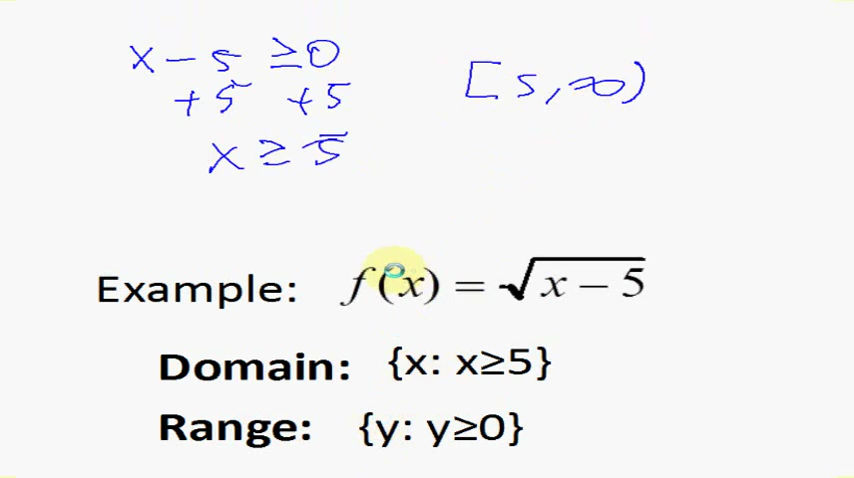 x - 5 ≥ 0
+5 +5
[5, ∞)
x ≥ 5
Example: f(x) = √x − 5
Domain: {x: x≥5}
Range: {y: y≥0}